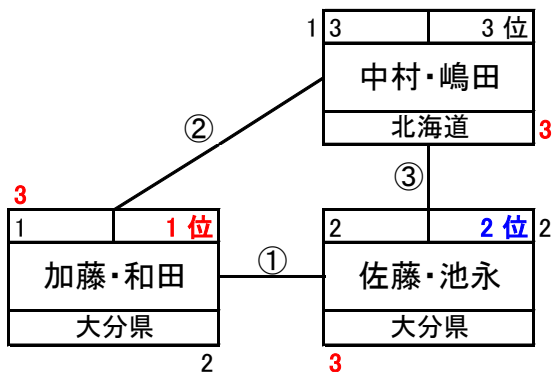 1 3 3 位
中村・嶋田
北海道 3
②
③
3
1 1 位
加藤・和田
大分県
2
①
2 2 位 2
佐藤・池永
大分県
3